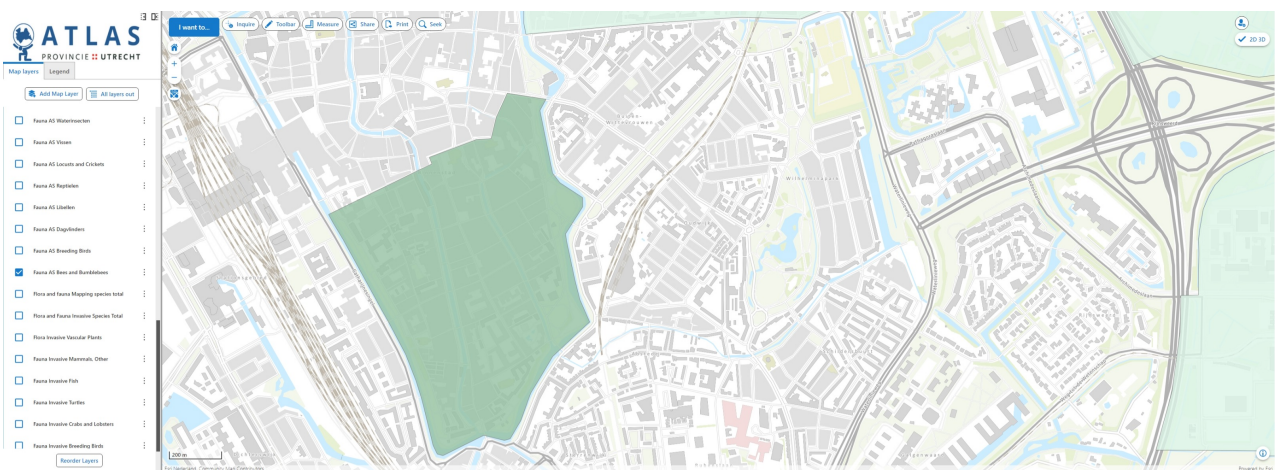 ATLAS
PROVINCIE UTRECHT
Map layers
Legend
Add Map Layer
All layers out
Fauna AS Waterinsecten
Fauna AS Vissen
Fauna AS Locusts and Crickets
Fauna AS Reptielen
Fauna AS Libellen
Fauna AS Dagvlinders
Fauna AS Breeding Birds
Fauna AS Bees and Bumblebees
Flora and fauna Mapping species total
Flora and Fauna Invasive Species Total
Flora Invasive Vascular Plants
Fauna Invasive Mammals, Other
Fauna Invasive Fish
Fauna Invasive Turtles
Fauna Invasive Crabs and Lobsters
Fauna Invasive Breeding Birds
Reorder Layers
I want to...
Inquire
Toolbar
Measure
Share
Print
Seek
2D 3D
Wilhelminapark
200 m
Powered by Esri